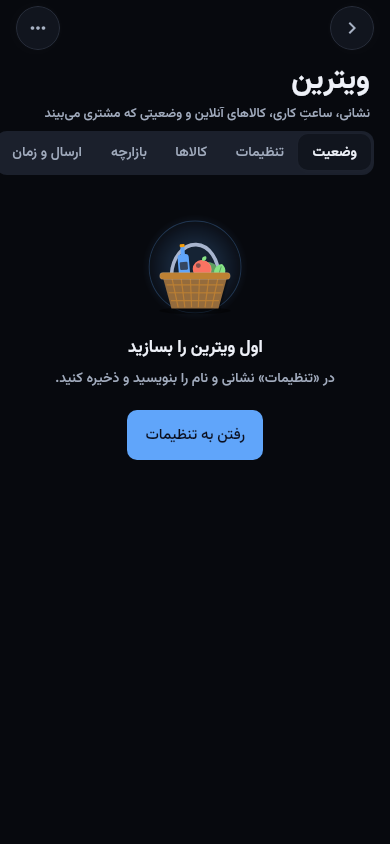 ویترین
نشانی، ساعتِ کاری، کالاهای آنلاین و وضعیتی که مشتری می‌بیند
وضعیت
تنظیمات
کالاها
بازارچه
ارسال و زمان
اول ویترین را بسازید
در «تنظیمات» نشانی و نام را بنویسید و ذخیره کنید.
رفتن به تنظیمات